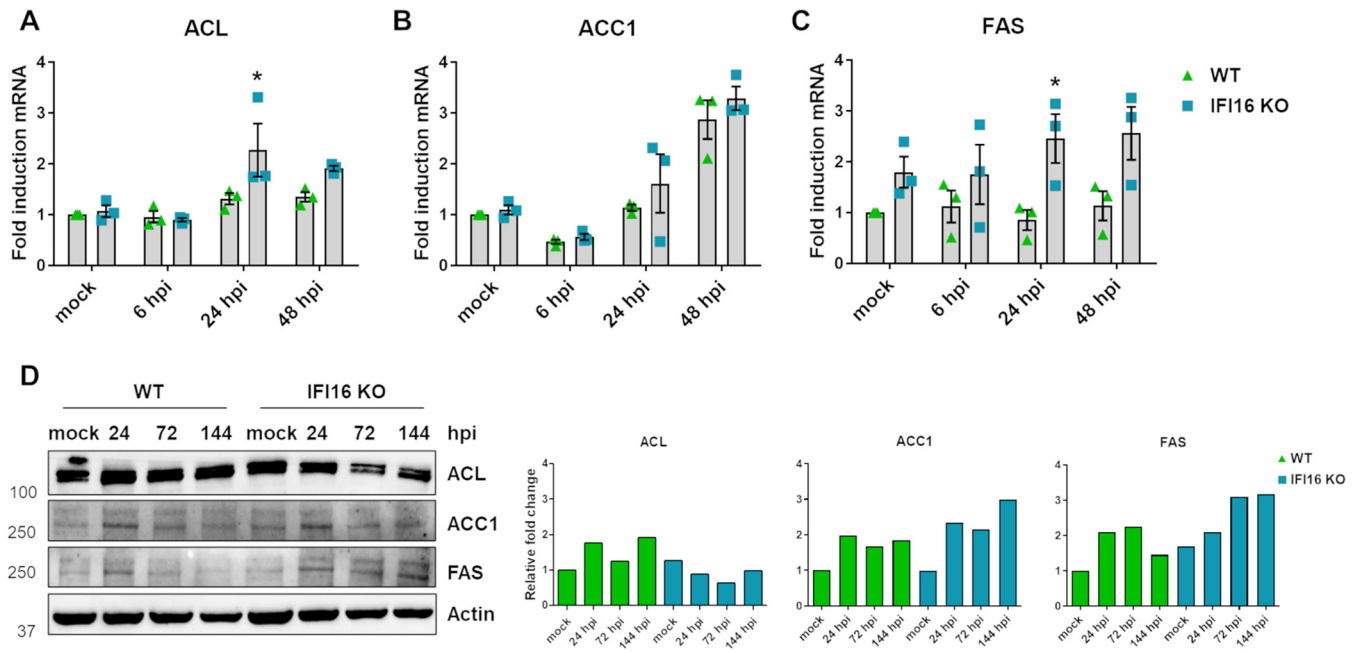 A
ACL
Fold induction mRNA
4
3
2
1
0
*
mock
6 hpi
24 hpi
48 hpi
B
ACC1
Fold induction mRNA
4
3
2
1
0
mock
6 hpi
24 hpi
48 hpi
C
FAS
Fold induction mRNA
4
3
2
1
0
*
mock
6 hpi
24 hpi
48 hpi
WT
IFI16 KO
D
WT IFI16 KO
mock 24 72 144 mock 24 72 144 hpi
ACL
100
ACC1
250
FAS
250
Actin
37
ACL
Relative fold change
4
3
2
1
0
mock
24 hpi
72 hpi
144 hpi
mock
24 hpi
72 hpi
144 hpi
ACC1
4
3
2
1
0
mock
24 hpi
72 hpi
144 hpi
mock
24 hpi
72 hpi
144 hpi
FAS
4
3
2
1
0
mock
24 hpi
72 hpi
144 hpi
mock
24 hpi
72 hpi
144 hpi
WT
IFI16 KO